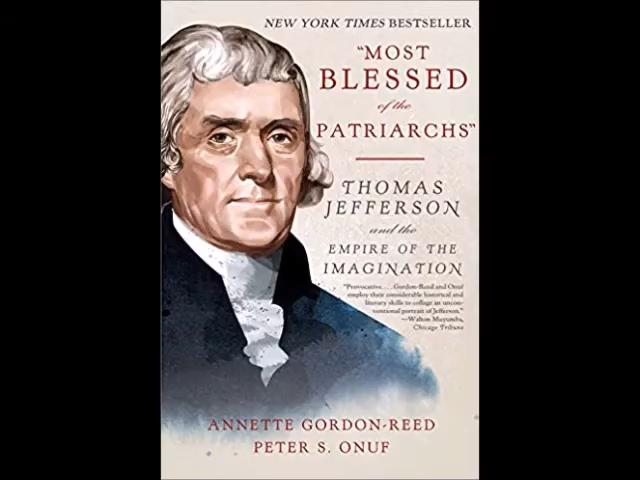 NEW YORK TIMES BESTSELLER
"MOST
BLESSED
of the
PATRIARCHS"
THOMAS
JEFFERSON
and the
EMPIRE OF THE
IMAGINATION
"Provocative. . . . Gordon-Reed and Onuf
employ their considerable historical and
literary skills to collage an uncon-
ventional portrait of Jefferson."
—Walton Muyumba,
Chicago Tribune
ANNETTE GORDON-REED
PETER S. ONUF